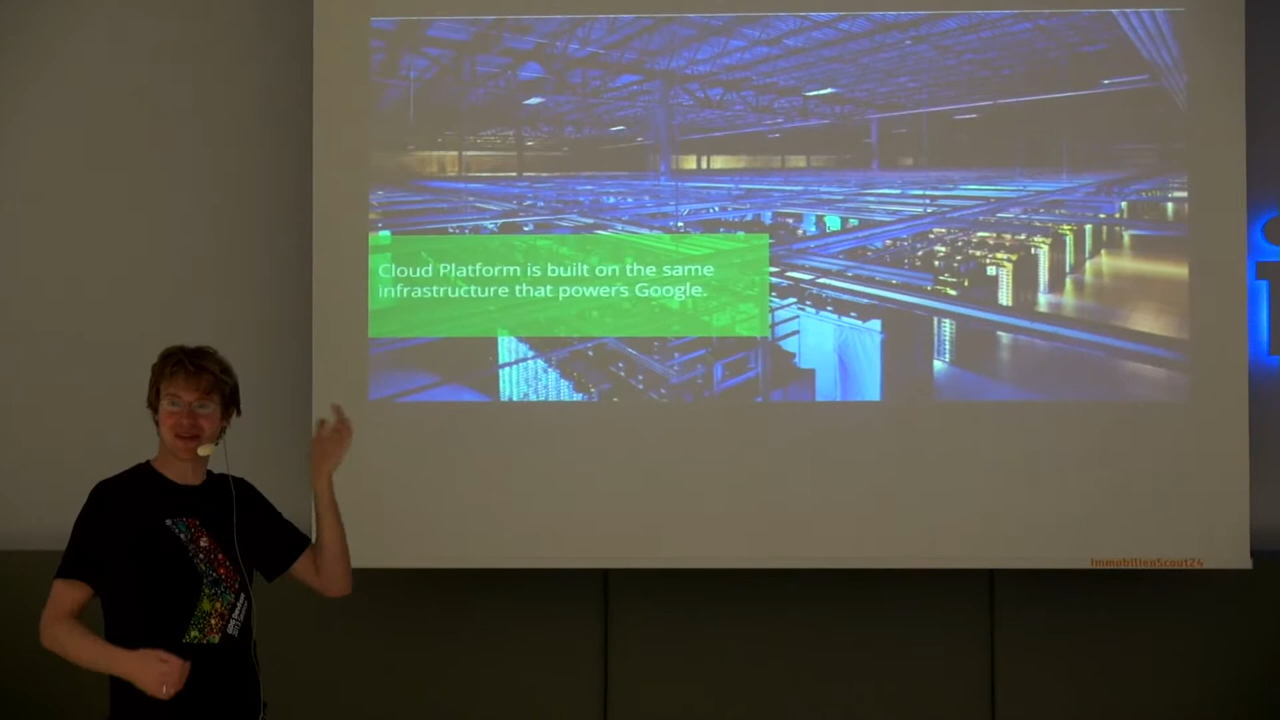 Cloud Platform is built on the same
infrastructure that powers Google.
ImmobilienScout24